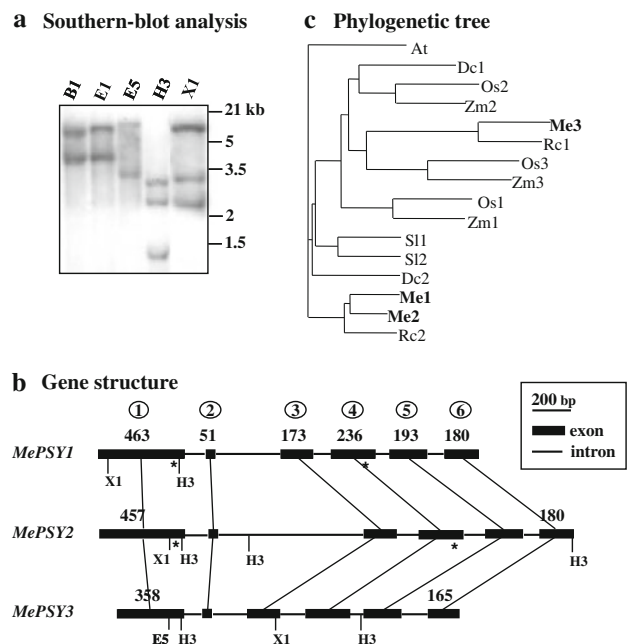 a Southern-blot analysis
B1 E1 E5 H3 X1
21 kb
5
3.5
2
1.5
c Phylogenetic tree
At
Dc1
Os2
Zm2
Me3
Rc1
Os3
Zm3
Os1
Zm1
Sl1
Sl2
Dc2
Me1
Me2
Rc2
b Gene structure
1 2 3 4 5 6
463 51 173 236 193 180
MePSY1
* *
X1 H3
457 180
MePSY2
* *
X1 H3 H3 H3
358 165
MePSY3
E5 H3 X1 H3
200 bp
exon
intron